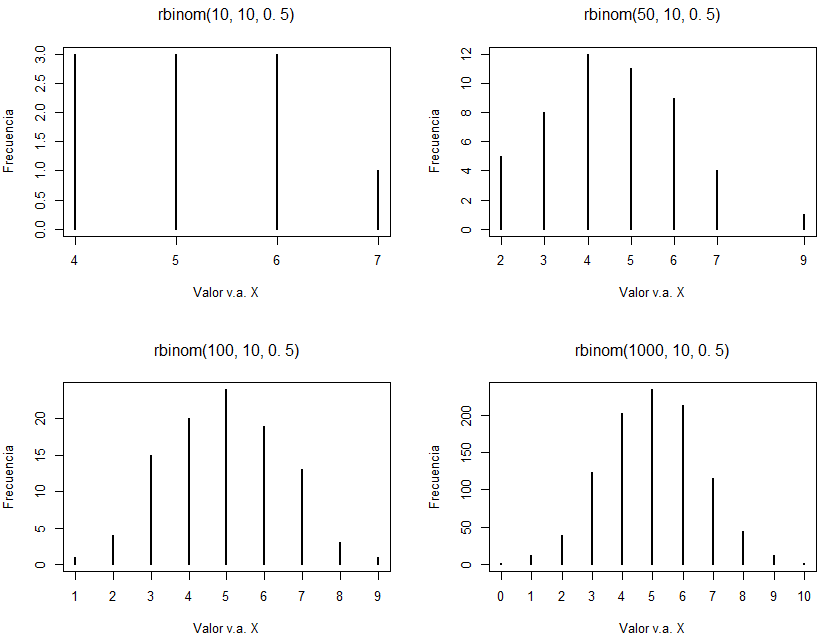 rbinom(10, 10, 0. 5)
Frecuencia
3.0
2.5
2.0
1.5
1.0
0.5
0.0
4 5 6 7
Valor v.a. X
rbinom(50, 10, 0. 5)
Frecuencia
12
10
8
6
4
2
0
2 3 4 5 6 7 9
Valor v.a. X
rbinom(100, 10, 0. 5)
Frecuencia
20
15
10
5
0
1 2 3 4 5 6 7 8 9
Valor v.a. X
rbinom(1000, 10, 0. 5)
Frecuencia
200
150
100
50
0
0 1 2 3 4 5 6 7 8 9 10
Valor v.a. X